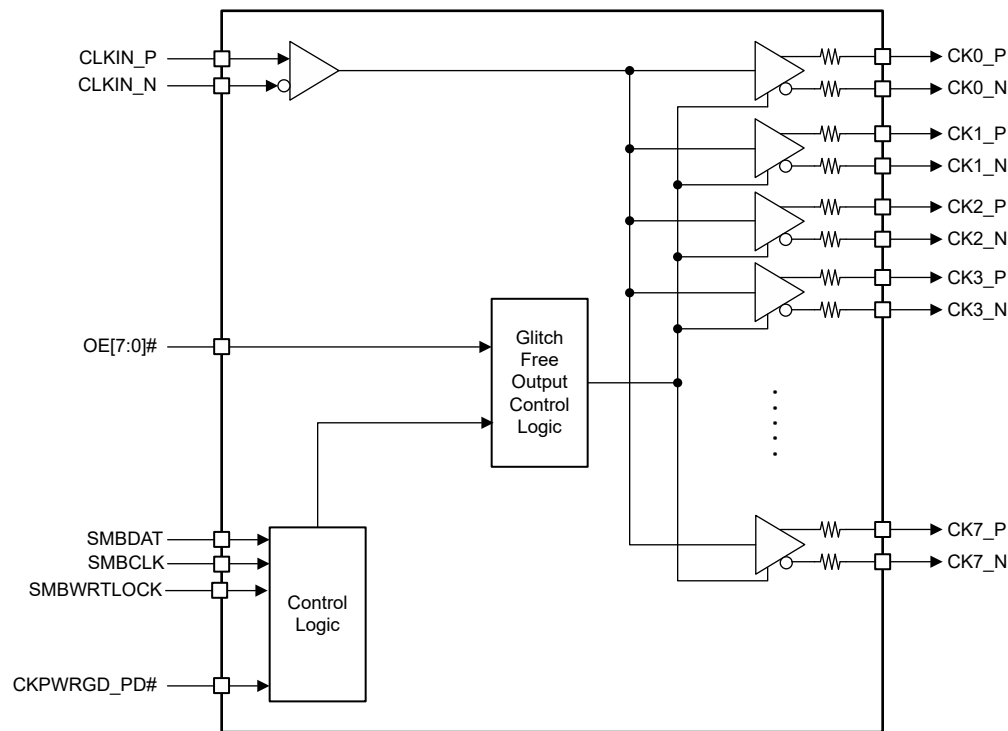 CLKIN_P
CLKIN_N
CK0_P
CK0_N
CK1_P
CK1_N
CK2_P
CK2_N
CK3_P
CK3_N
OE[7:0]#
Glitch
Free
Output
Control
Logic
SMBDAT
SMBCLK
SMBWRTLOCK
CKPWRGD_PD#
Control
Logic
CK7_P
CK7_N